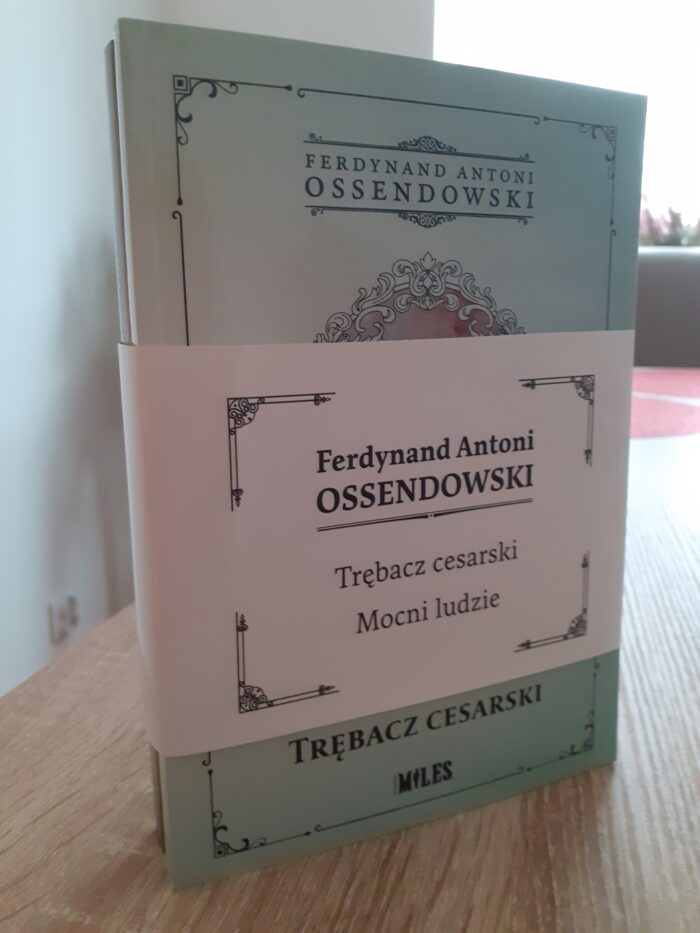 FERDYNAND ANTONI
OSSENDOWSKI
Ferdynand Antoni
OSSENDOWSKI
Trębacz cesarski
Mocni ludzie
TRĘBACZ CESARSKI
MILES